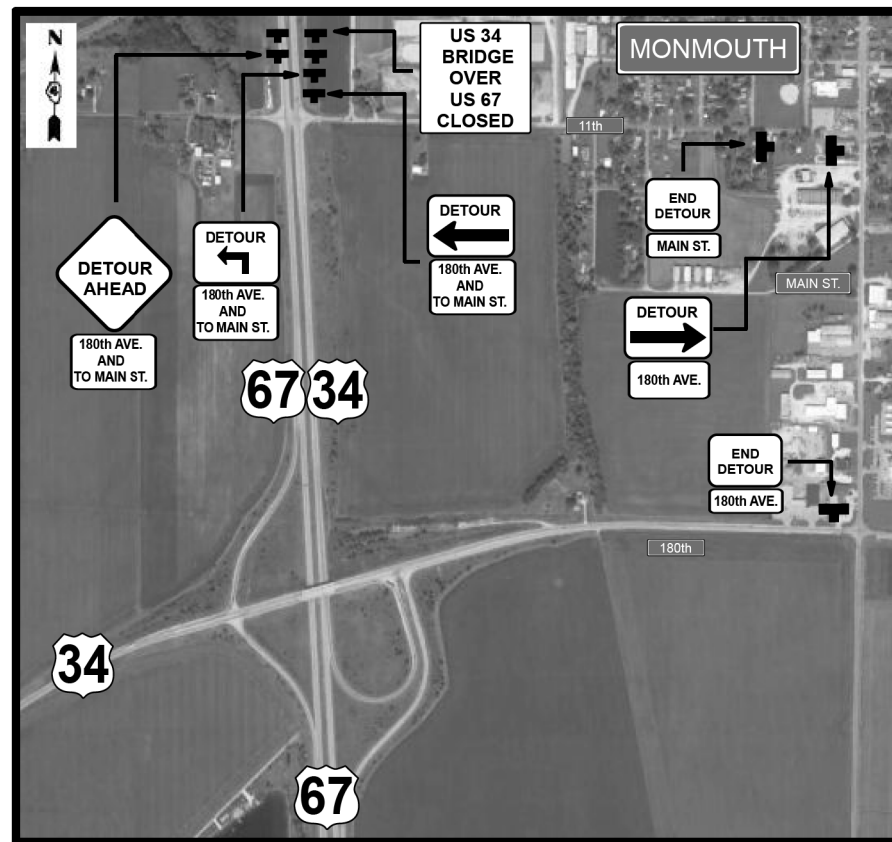 N
US 34
BRIDGE
OVER
US 67
CLOSED
MONMOUTH
11th
DETOUR
AHEAD
180th AVE.
AND
TO MAIN ST.
DETOUR
180th AVE.
AND
TO MAIN ST.
DETOUR
180th AVE.
AND
TO MAIN ST.
END
DETOUR
MAIN ST.
MAIN ST.
DETOUR
180th AVE.
67 34
END
DETOUR
180th AVE.
180th
34
67